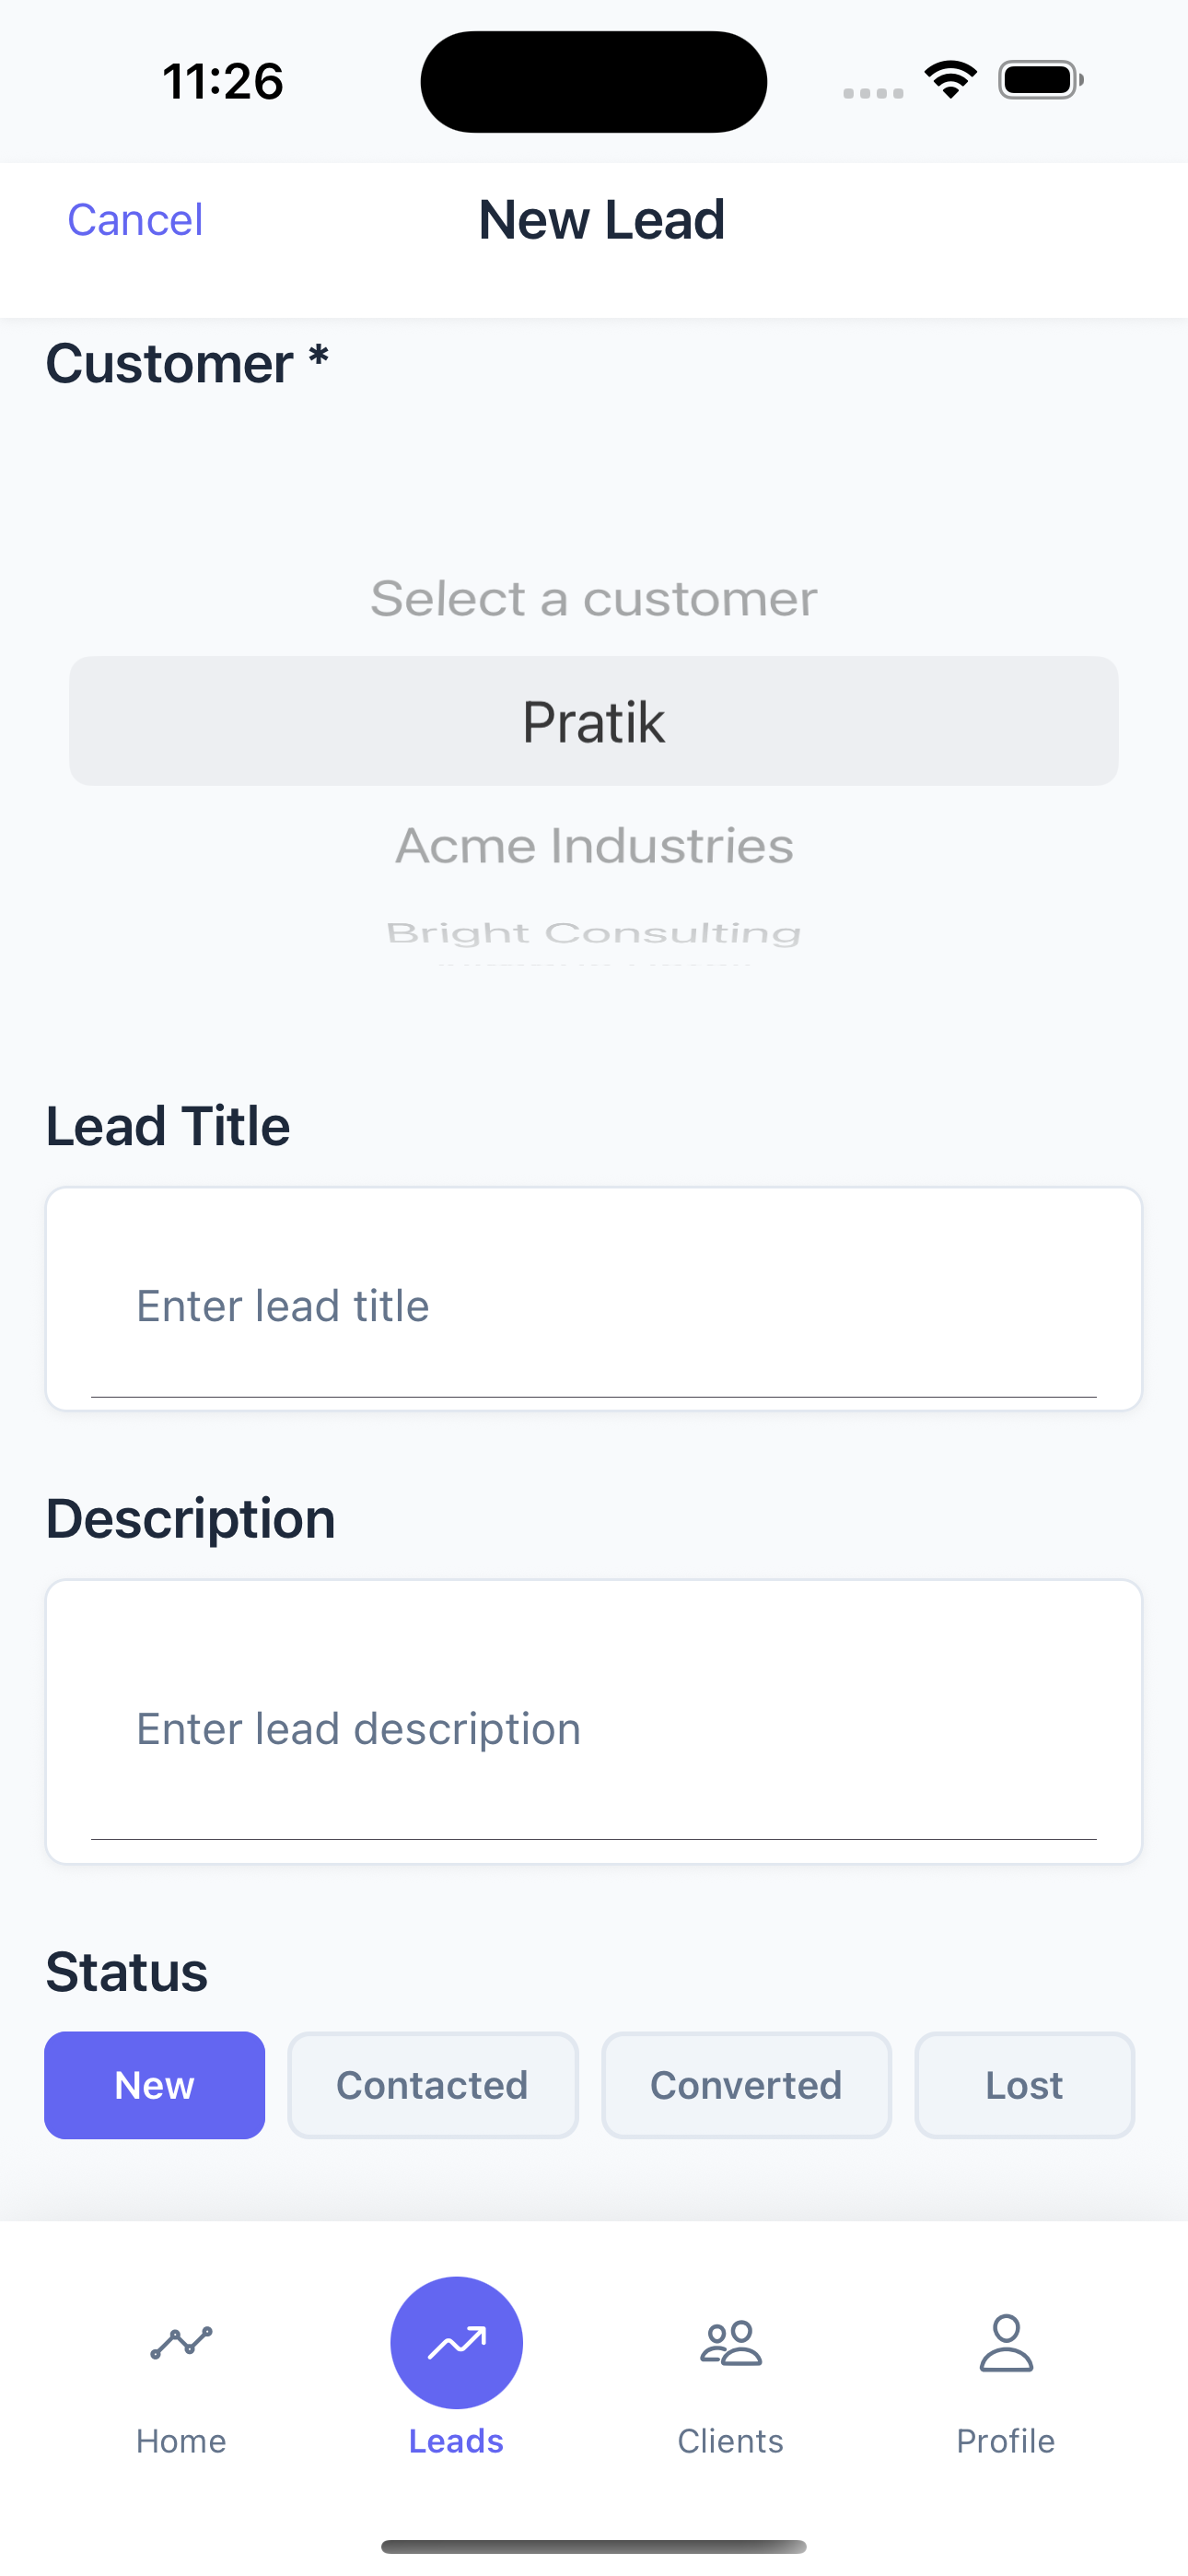 11:26
Cancel New Lead
Customer *
Select a customer
Pratik
Acme Industries
Bright Consulting
Lead Title
Enter lead title
Description
Enter lead description
Status
New Contacted Converted Lost
Home Leads Clients Profile